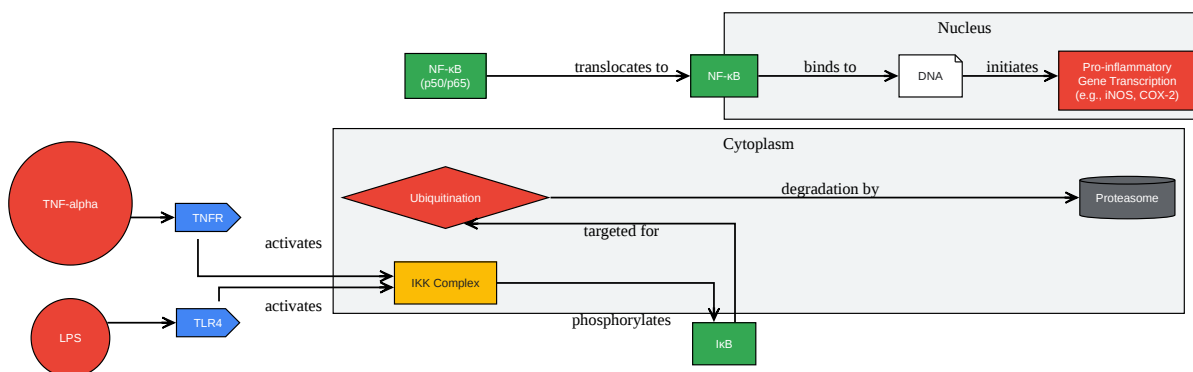 Nucleus
NF-κB
(p50/p65)
translocates to
NF-κB
binds to
DNA
initiates
Pro-inflammatory
Gene Transcription
(e.g., iNOS, COX-2)
Cytoplasm
Ubiquitination
degradation by
Proteasome
TNF-alpha
TNFR
targeted for
activates
IKK Complex
activates
phosphorylates
LPS
TLR4
IκB